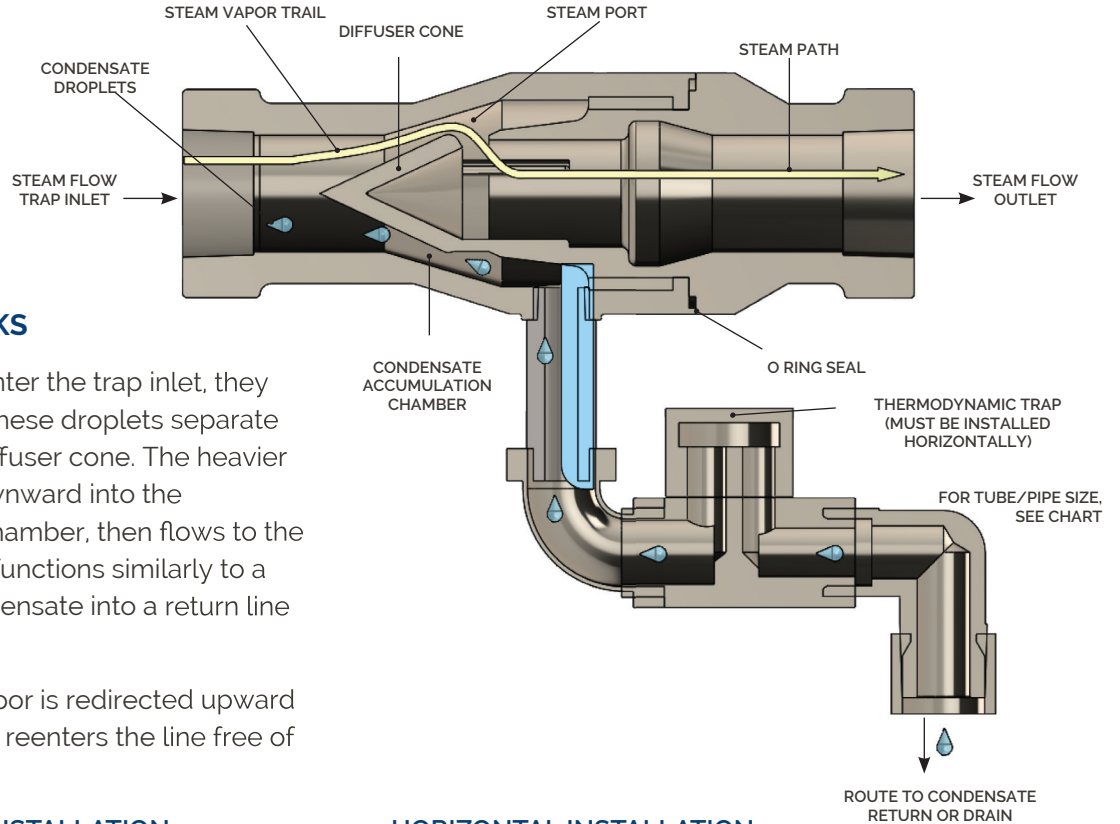 STEAM VAPOR TRAIL
STEAM PORT
DIFFUSER CONE
STEAM PATH
CONDENSATE
DROPLETS
STEAM FLOW
TRAP INLET
STEAM FLOW
OUTLET
CONDENSATE
ACCUMULATION
CHAMBER
O RING SEAL
THERMODYNAMIC TRAP
(MUST BE INSTALLED
HORIZONTALLY)
FOR TUBE/PIPE SIZE,
SEE CHART
ROUTE TO CONDENSATE
RETURN OR DRAIN
KS
nter the trap inlet, they
hese droplets separate
fuser cone. The heavier
wnward into the
hamber, then flows to the
functions similarly to a
ensate into a return line
por is redirected upward
reenters the line free of